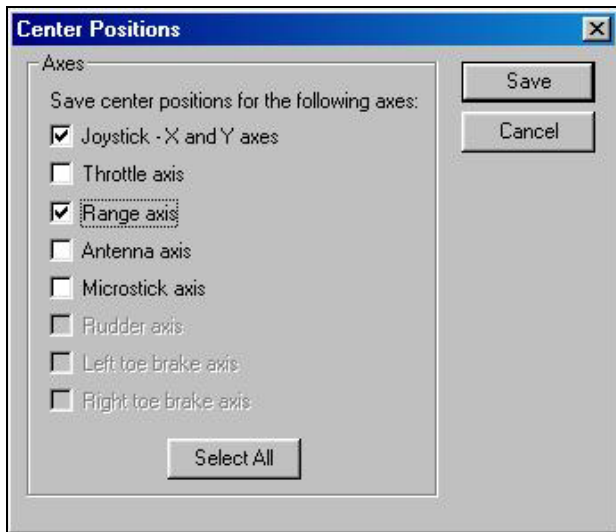 Center Positions
Axes
Save center positions for the following axes:
Joystick - X and Y axes
Throttle axis
Range axis
Antenna axis
Microstick axis
Rudder axis
Left toe brake axis
Right toe brake axis
Select All
Save
Cancel